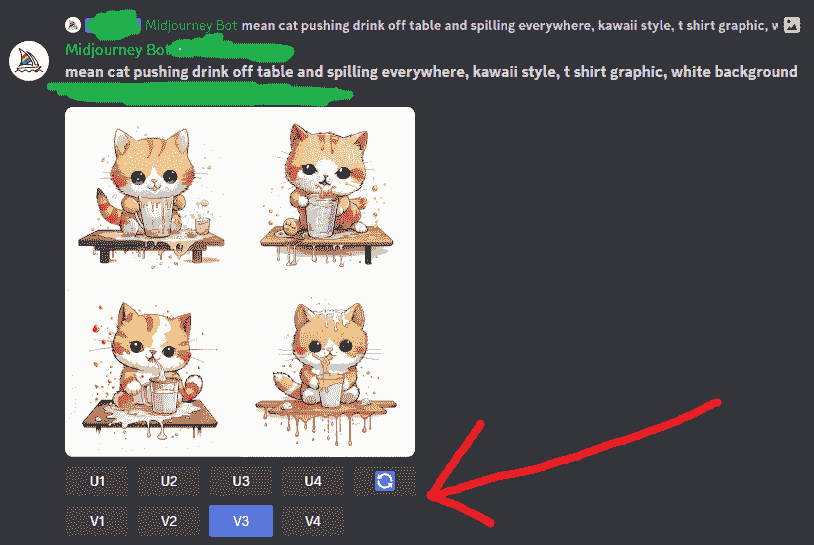 Midjourney Bot mean cat pushing drink off table and spilling everywhere, kawaii style, t shirt graphic,
Midjourney Bot
mean cat pushing drink off table and spilling everywhere, kawaii style, t shirt graphic, white background
U1 U2 U3 U4
V1 V2 V3 V4